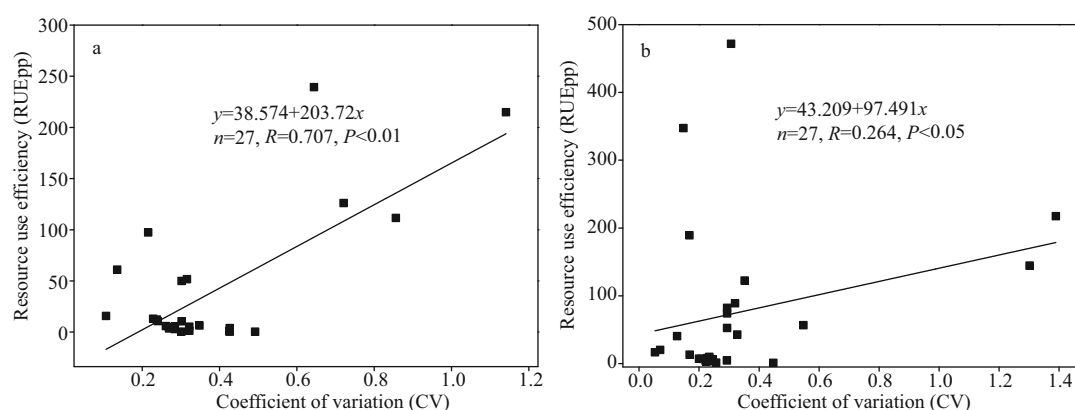 a
Resource use efficiency (RUEpp)
300
250
200
150
100
50
0
y=38.574+203.72x
n=27, R=0.707, P<0.01
0.2 0.4 0.6 0.8 1.0 1.2
Coefficient of variation (CV)
b
Resource use efficiency (RUEpp)
500
400
300
200
100
0
y=43.209+97.491x
n=27, R=0.264, P<0.05
0.0 0.2 0.4 0.6 0.8 1.0 1.2 1.4
Coefficient of variation (CV)